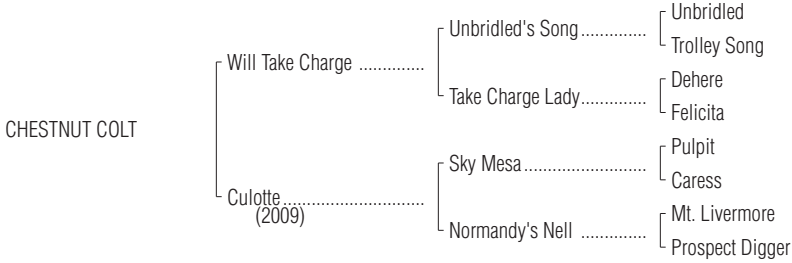 Unbridled
Unbridled's Song..............
Trolley Song
Will Take Charge ..............
Dehere
Take Charge Lady..............
Felicita
CHESTNUT COLT
Pulpit
Sky Mesa..........................
Caress
Culotte..............................
(2009)
Mt. Livermore
Normandy's Nell ..............
Prospect Digger